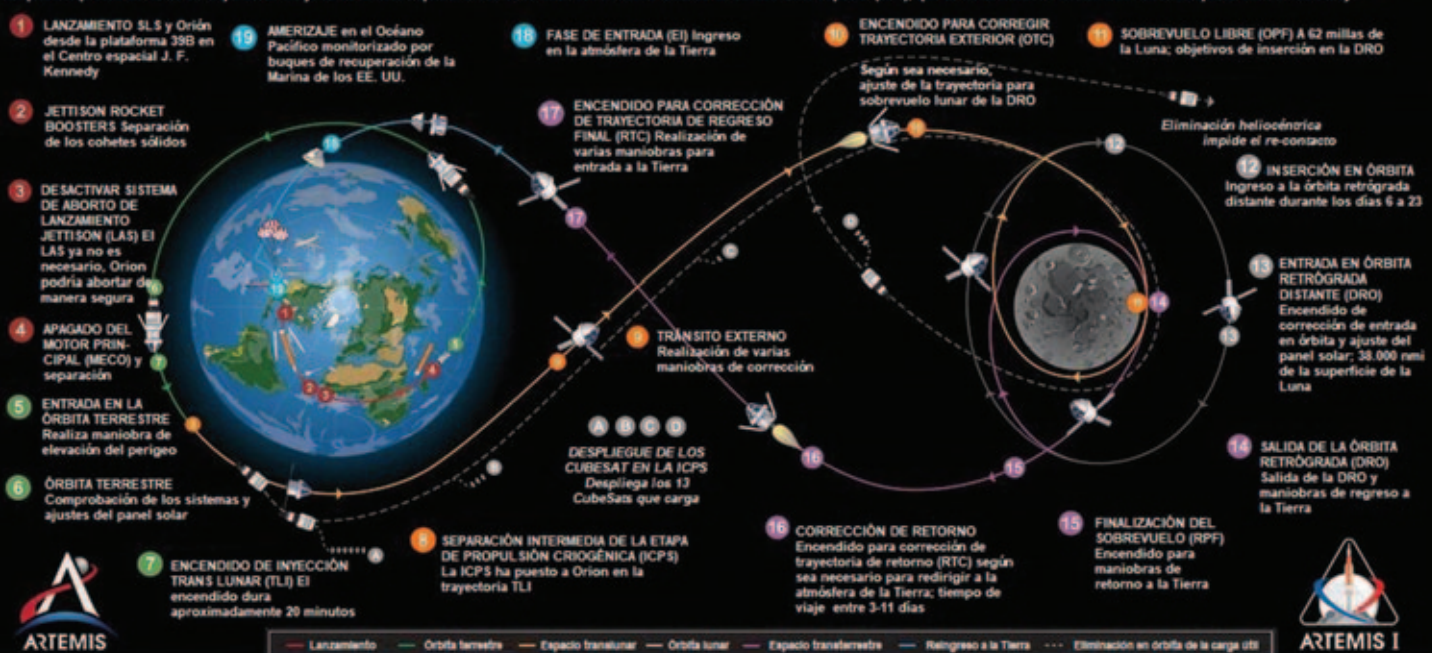 1 LANZAMIENTO SLS y Orión
desde la plataforma 39B en
el Centro espacial J. F.
Kennedy
2 JETTISON ROCKET
BOOSTERS Separación
de los cohetes sólidos
3 DESACTIVAR SISTEMA
DE ABORTO DE
LANZAMIENTO
JETTISON (LAS) El
LAS ya no es
necesario, Orion
podría abortar de
manera segura
4 APAGADO DEL
MOTOR PRIN-
CIPAL (MECO) y
separación
5 ENTRADA EN LA
ÓRBITA TERRESTRE
Realiza maniobra de
elevación del perigeo
6 ÓRBITA TERRESTRE
Comprobación de los sistemas y
ajustes del panel solar
7 ENCENDIDO DE INYECCIÓN
TRANS LUNAR (TLI) El
encendido dura
aproximadamente 20 minutos
8 SEPARACIÓN INTERMEDIA DE LA ETAPA
DE PROPULSIÓN CRIOGÉNICA (ICPS)
La ICPS ha puesto a Orion en la
trayectoria TLI
9 TRÁNSITO EXTERNO
Realización de varias
maniobras de corrección
10 ENCENDIDO PARA CORREGIR
TRAYECTORIA EXTERIOR (OTC)
Según sea necesario,
ajuste de la trayectoria para
sobrevuelo lunar de la DRO
11 SOBREVUELO LIBRE (OPF) A 62 millas de
la Luna; objetivos de inserción en la DRO
Eliminación heliocéntrica
impide el re-contacto
12 INSERCIÓN EN ÓRBITA
Ingreso a la órbita retrógrada
distante durante los días 6 a 23
13 ENTRADA EN ÓRBITA
RETRÓGRADA
DISTANTE (DRO)
Encendido de
corrección de entrada
en órbita y ajuste del
panel solar; 38.000 nmi
de la superficie de la
Luna
14 SALIDA DE LA ÓRBITA
RETRÓGRADA (DRO)
Salida de la DRO y
maniobras de regreso a
la Tierra
15 FINALIZACIÓN DEL
SOBREVUELO (RPF)
Encendido para
maniobras de
retorno a la Tierra
16 CORRECCIÓN DE RETORNO
Encendido para corrección de
trayectoria de retorno (RTC) según
sea necesario para redirigir a la
atmósfera de la Tierra; tiempo de
viaje entre 3-11 días
17 ENCENDIDO PARA CORRECCIÓN
DE TRAYECTORIA DE REGRESO
FINAL (RTC) Realización de
varias maniobras para
entrada a la Tierra
18 FASE DE ENTRADA (EI) Ingreso
en la atmósfera de la Tierra
19 AMERIZAJE en el Océano
Pacífico monitorizado por
buques de recuperación de la
Marina de los EE. UU.
A B C D
DESPLIEGUE DE LOS
CUBESAT EN LA ICPS
Despliega los 13
CubeSats que carga
ARTEMIS
ARTEMIS I
Lanzamiento Órbita terrestre Espacio translunar Órbita lunar Espacio transterrestre Reingreso a la Tierra Eliminación en órbita de la carga útil